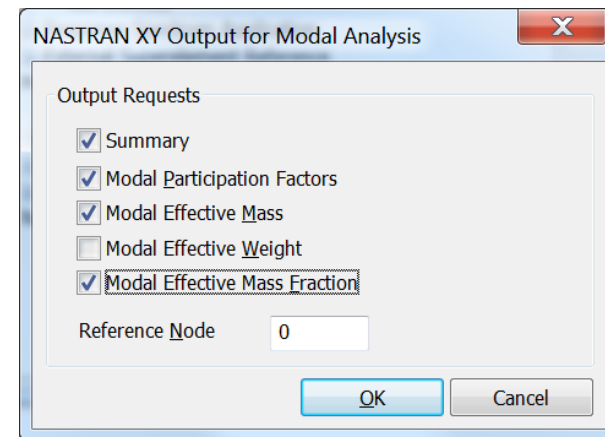 NASTRAN XY Output for Modal Analysis
Output Requests
Summary
Modal Participation Factors
Modal Effective Mass
Modal Effective Weight
Modal Effective Mass Fraction
Reference Node 0
OK Cancel